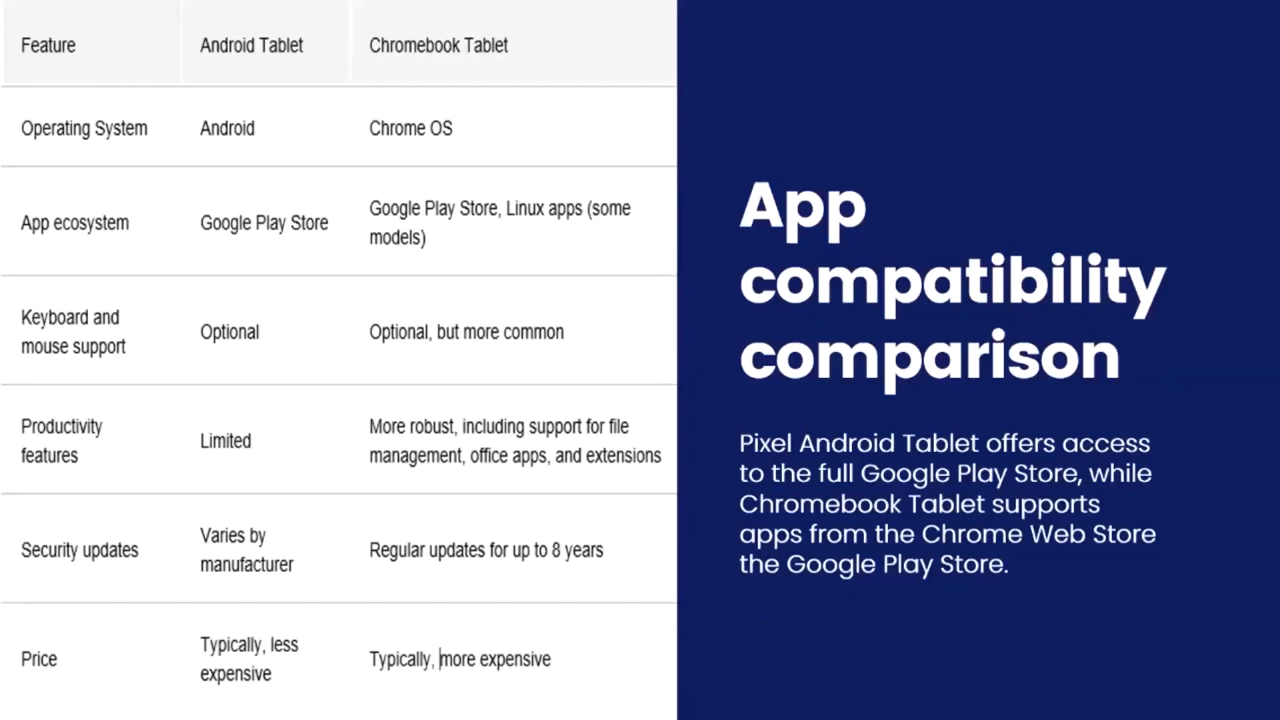 Feature Android Tablet Chromebook Tablet
Operating System Android Chrome OS
App ecosystem Google Play Store Google Play Store, Linux apps (some
models)
Keyboard and
mouse support Optional Optional, but more common
Productivity
features Limited More robust, including support for file
management, office apps, and extensions
Security updates Varies by
manufacturer Regular updates for up to 8 years
Price Typically, less
expensive Typically, more expensive
App
compatibility
comparison
Pixel Android Tablet offers access
to the full Google Play Store, while
Chromebook Tablet supports
apps from the Chrome Web Store
the Google Play Store.